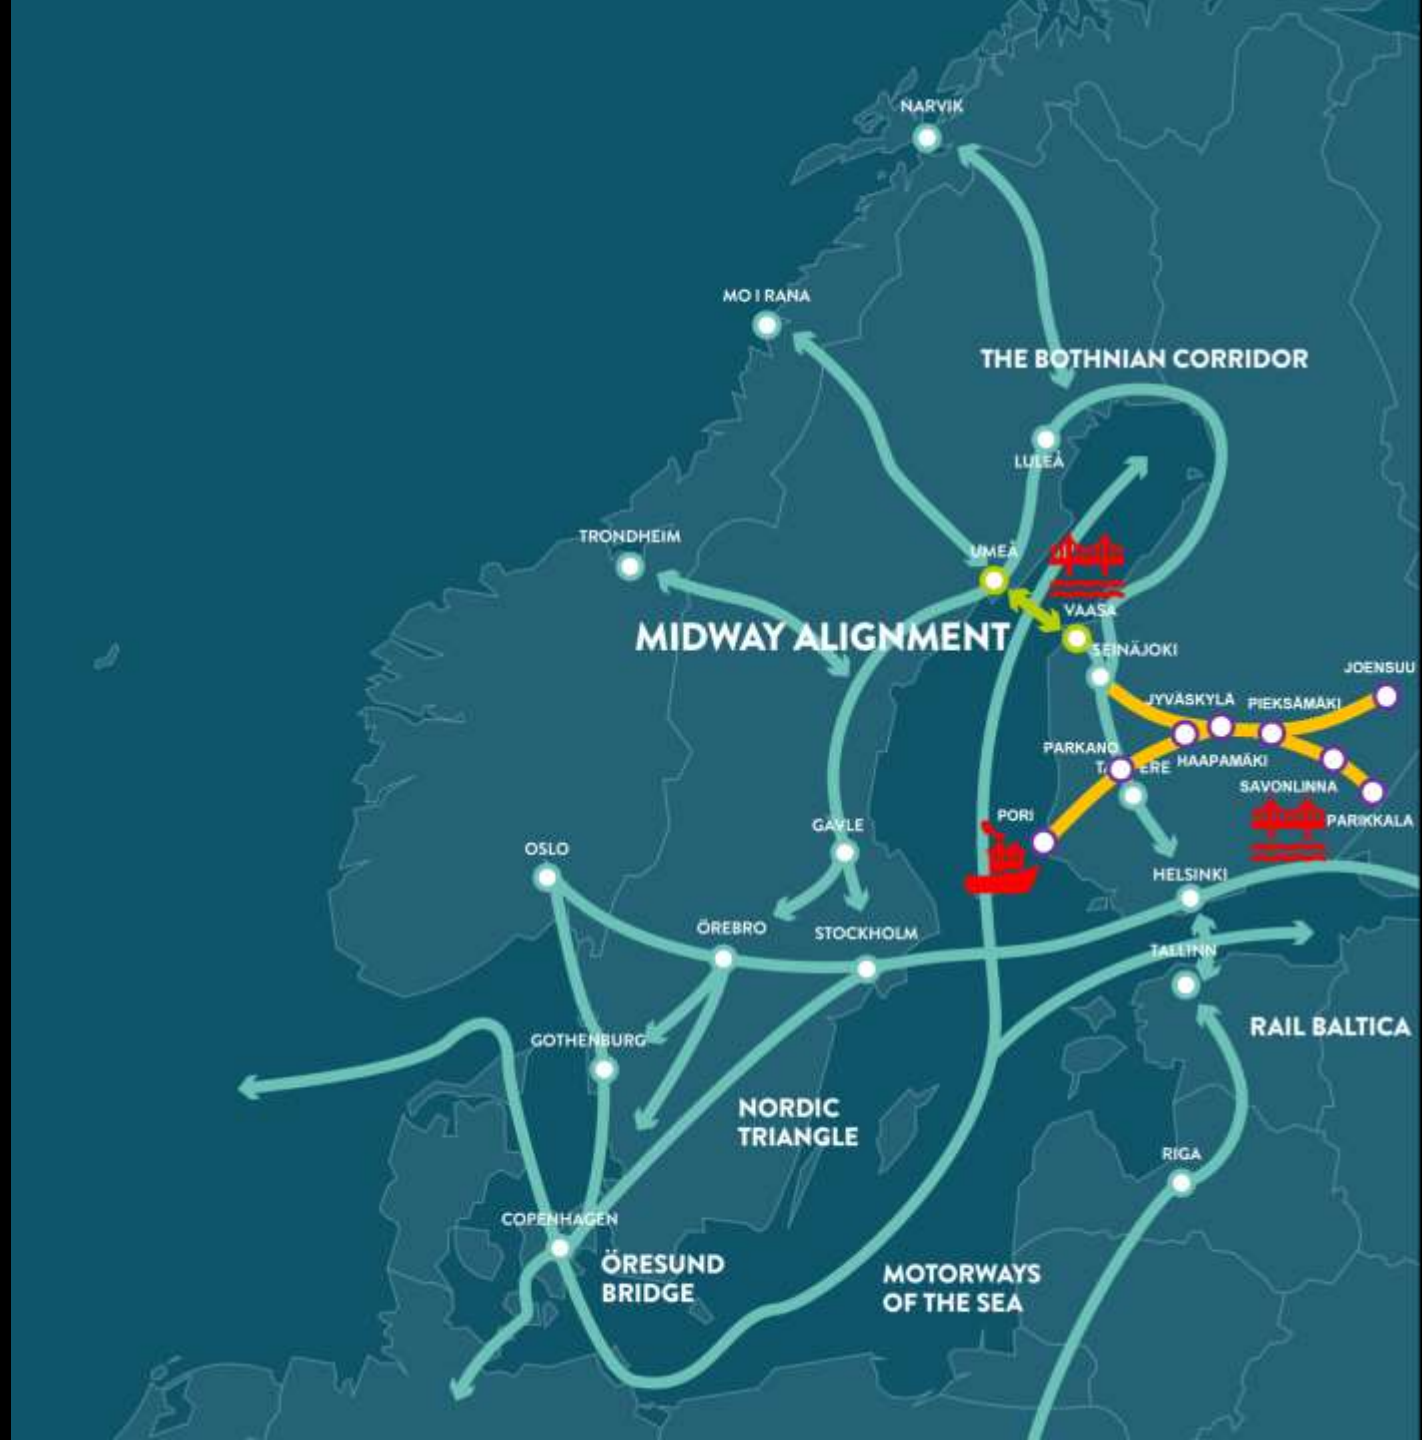 NARVIK
MO I RANA
THE BOTHNIAN CORRIDOR
LULEÅ
TRONDHEIM
UMEÅ
VAASA
MIDWAY ALIGNMENT
SEINÄJOKI
JOENSUU
JYVÄSKYLÄ
PIEKSÄMÄKI
PARKANO
HAAPAMÄKI
SAVONLINNA
PORI
PARIKKALA
GÄVLE
OSLO
HELSINKI
ÖREBRO
STOCKHOLM
TALLINN
RAIL BALTICA
GOTHENBURG
NORDIC
TRIANGLE
RIGA
COPENHAGEN
ÖRESUND
BRIDGE
MOTORWAYS
OF THE SEA